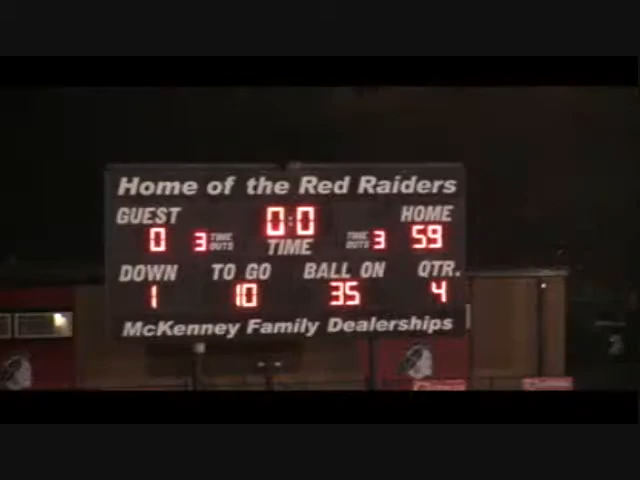 Home of the Red Raiders
GUEST 0:0 HOME
0 3 TIME OUTS TIME TIME OUTS 3 59
DOWN TO GO BALL ON QTR.
1 10 35 4
McKenney Family Dealerships